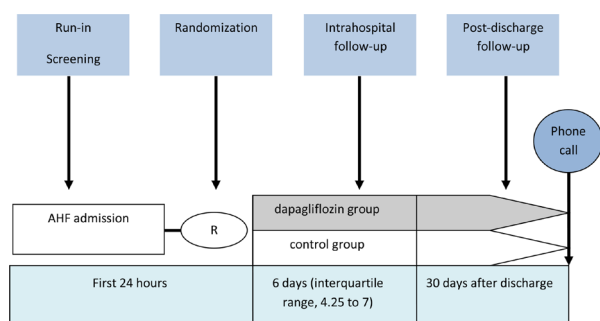 Run-in
Screening
Randomization
Intrahospital
follow-up
Post-discharge
follow-up
Phone
call
AHF admission
R
dapagliflozin group
control group
First 24 hours
6 days (interquartile
range, 4.25 to 7)
30 days after discharge